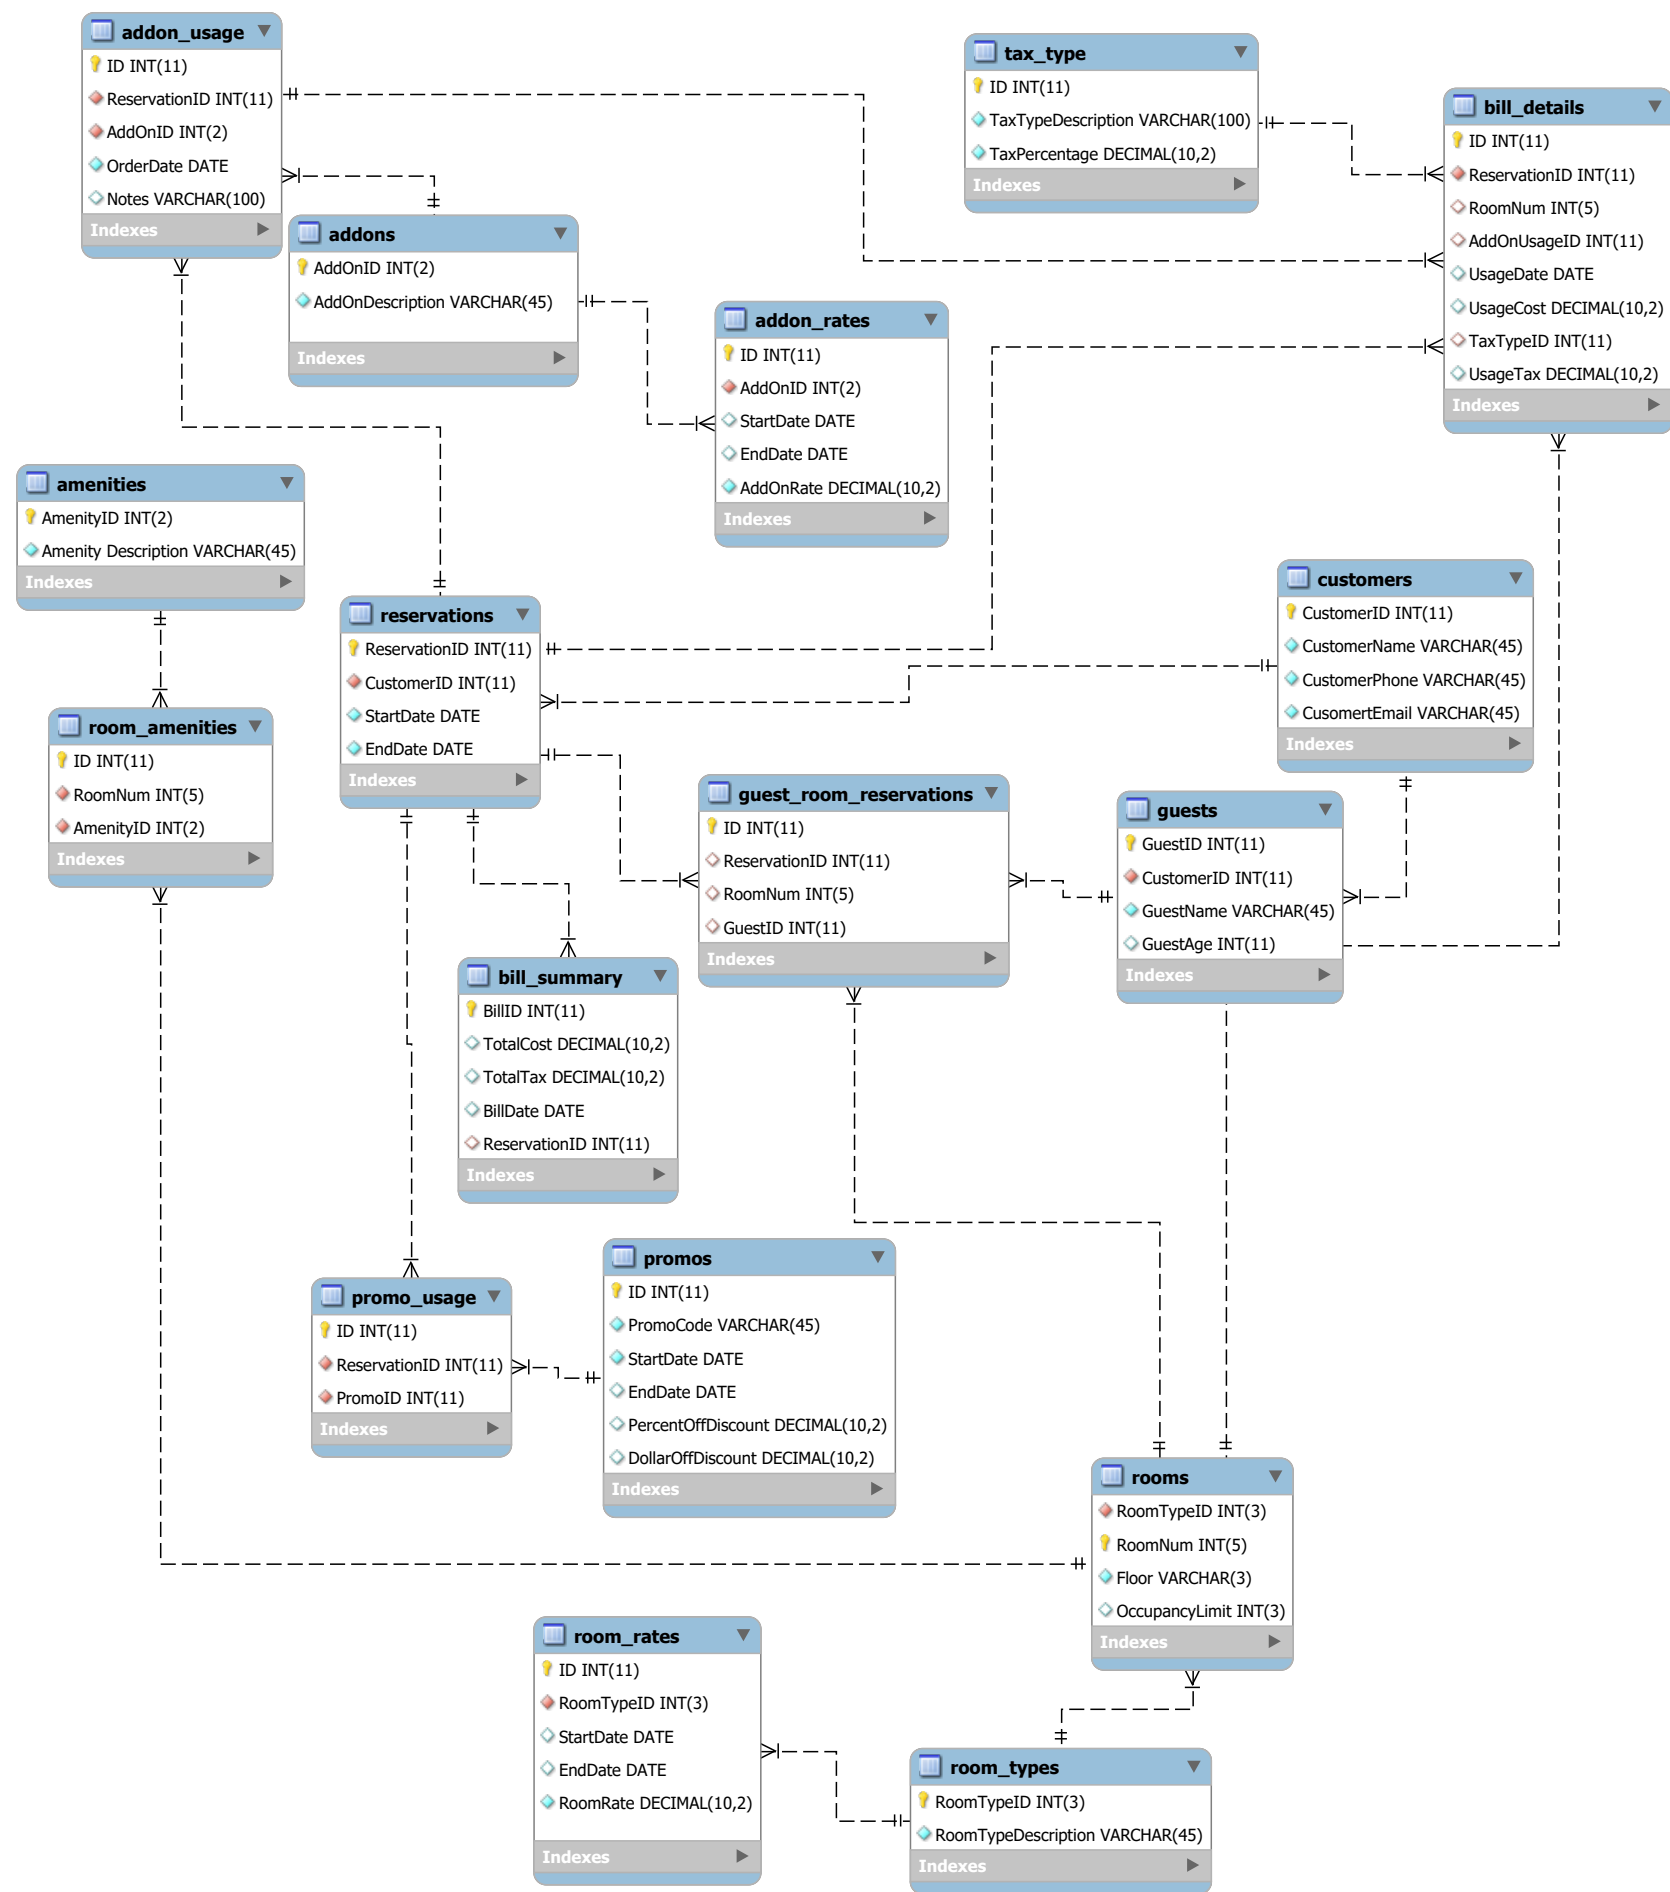 addon_usage
ID INT(11)
ReservationID INT(11)
AddOnID INT(2)
OrderDate DATE
Notes VARCHAR(100)
Indexes
tax_type
ID INT(11)
TaxTypeDescription VARCHAR(100)
TaxPercentage DECIMAL(10,2)
Indexes
bill_details
ID INT(11)
ReservationID INT(11)
RoomNum INT(5)
AddOnUsageID INT(11)
UsageDate DATE
UsageCost DECIMAL(10,2)
TaxTypeID INT(11)
UsageTax DECIMAL(10,2)
Indexes
addons
AddOnID INT(2)
AddOnDescription VARCHAR(45)
Indexes
addon_rates
ID INT(11)
AddOnID INT(2)
StartDate DATE
EndDate DATE
AddOnRate DECIMAL(10,2)
Indexes
amenities
AmenityID INT(2)
Amenity Description VARCHAR(45)
Indexes
reservations
ReservationID INT(11)
CustomerID INT(11)
StartDate DATE
EndDate DATE
Indexes
customers
CustomerID INT(11)
CustomerName VARCHAR(45)
CustomerPhone VARCHAR(45)
CusomertEmail VARCHAR(45)
Indexes
room_amenities
ID INT(11)
RoomNum INT(5)
AmenityID INT(2)
Indexes
guest_room_reservations
ID INT(11)
ReservationID INT(11)
RoomNum INT(5)
GuestID INT(11)
Indexes
guests
GuestID INT(11)
CustomerID INT(11)
GuestName VARCHAR(45)
GuestAge INT(11)
Indexes
bill_summary
BillID INT(11)
TotalCost DECIMAL(10,2)
TotalTax DECIMAL(10,2)
BillDate DATE
ReservationID INT(11)
Indexes
promo_usage
ID INT(11)
ReservationID INT(11)
PromoID INT(11)
Indexes
promos
ID INT(11)
PromoCode VARCHAR(45)
StartDate DATE
EndDate DATE
PercentOffDiscount DECIMAL(10,2)
DollarOffDiscount DECIMAL(10,2)
Indexes
rooms
RoomTypeID INT(3)
RoomNum INT(5)
Floor VARCHAR(3)
OccupancyLimit INT(3)
Indexes
room_rates
ID INT(11)
RoomTypeID INT(3)
StartDate DATE
EndDate DATE
RoomRate DECIMAL(10,2)
Indexes
room_types
RoomTypeID INT(3)
RoomTypeDescription VARCHAR(45)
Indexes